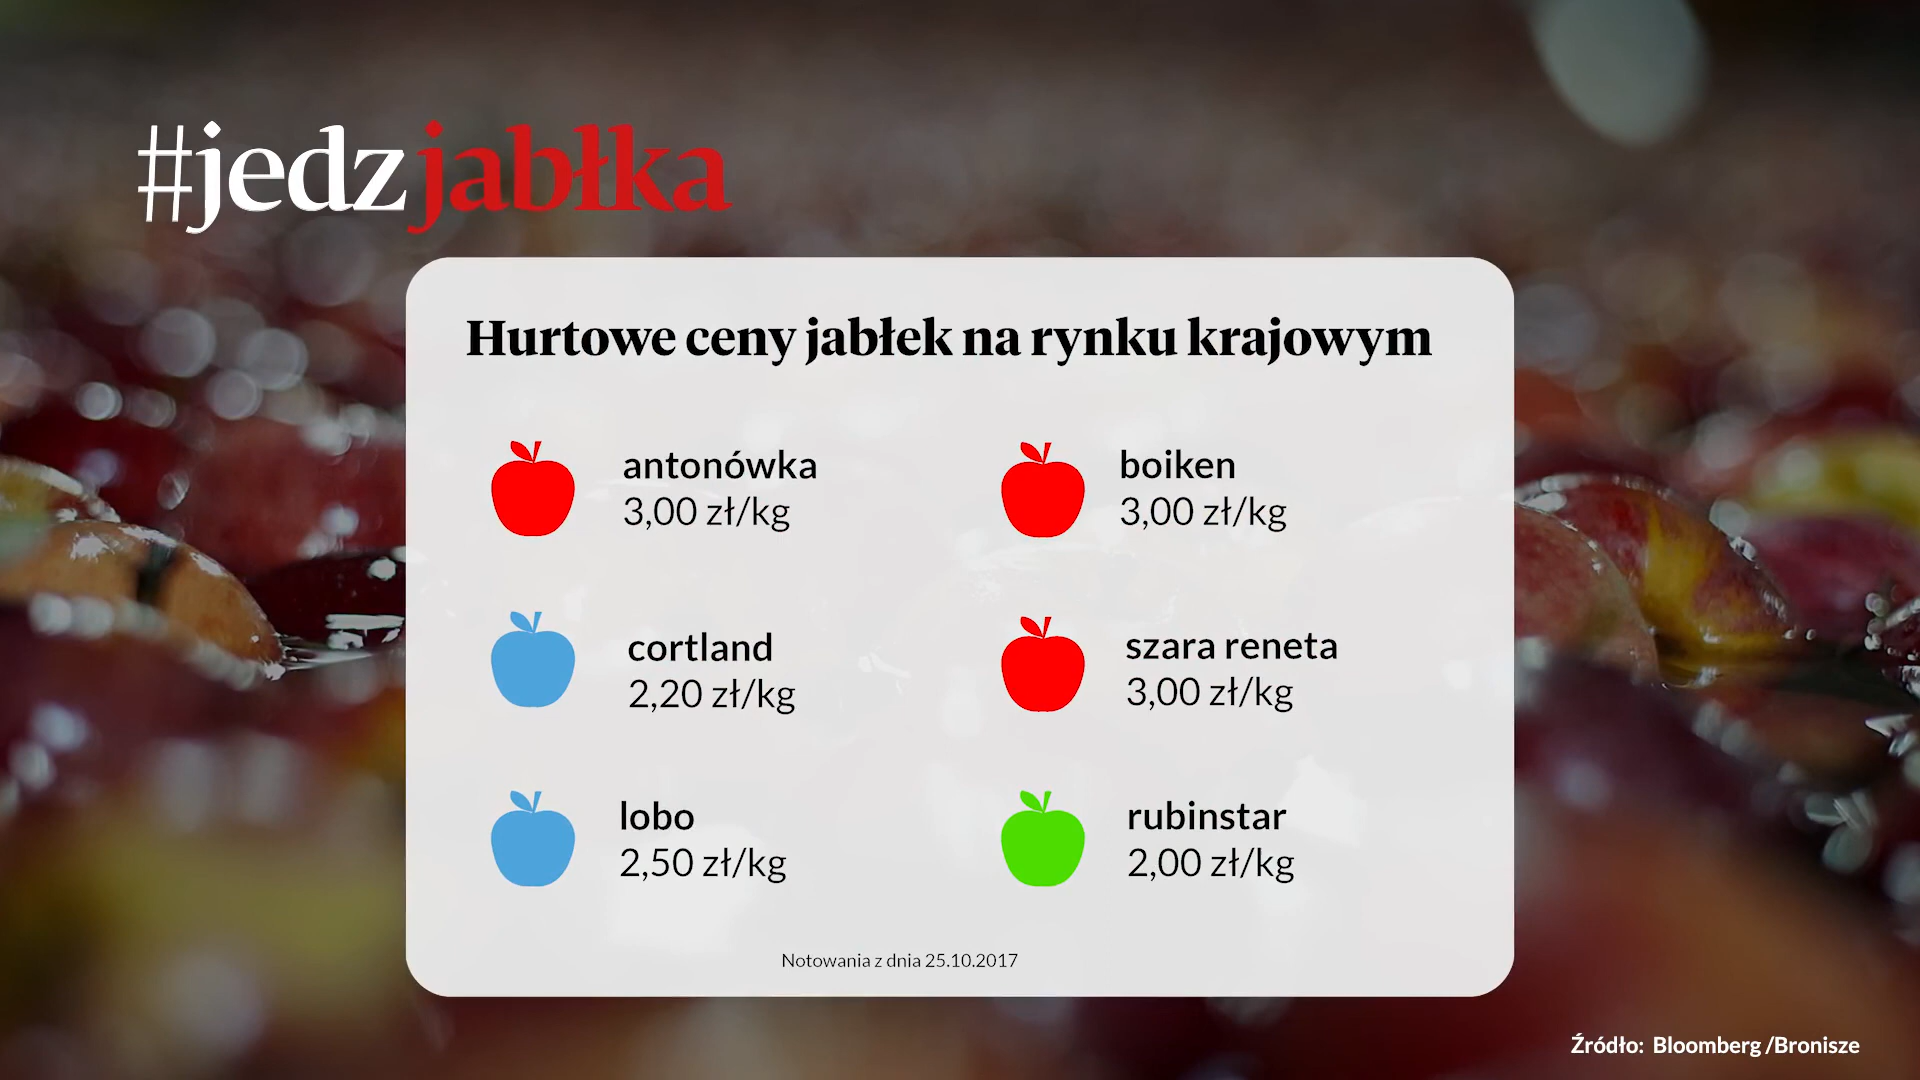 #jedzjabłka
Hurtowe ceny jabłek na rynku krajowym
antonówka
3,00 zł/kg
boiken
3,00 zł/kg
cortland
2,20 zł/kg
szara reneta
3,00 zł/kg
lobo
2,50 zł/kg
rubinstar
2,00 zł/kg
Notowania z dnia 25.10.2017
Źródło: Bloomberg /Bronisze